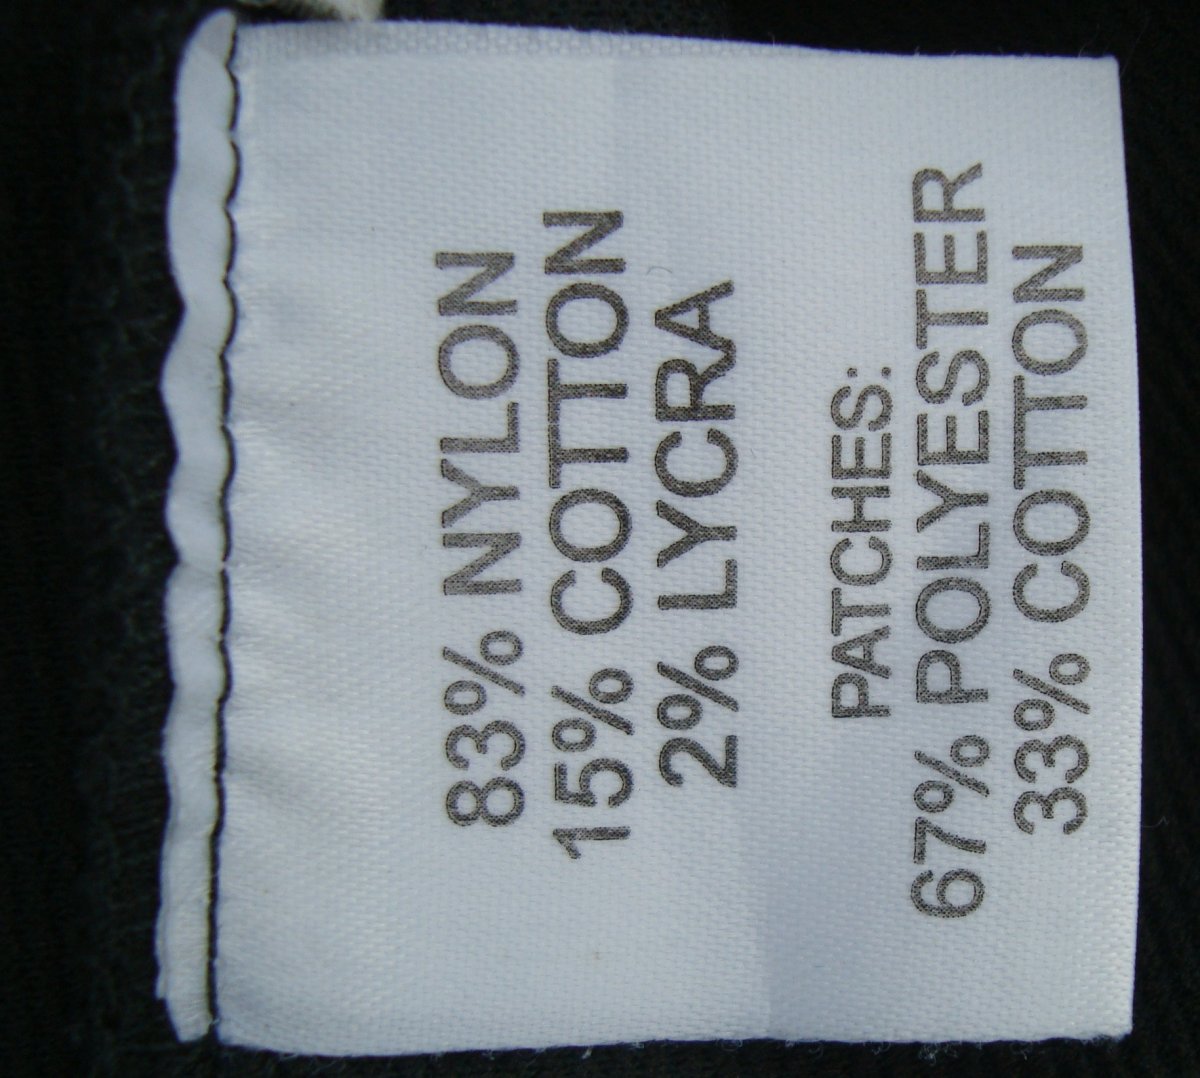 83% NYLON
15% COTTON
2% LYCRA
PATCHES:
67% POLYESTER
33% COTTON